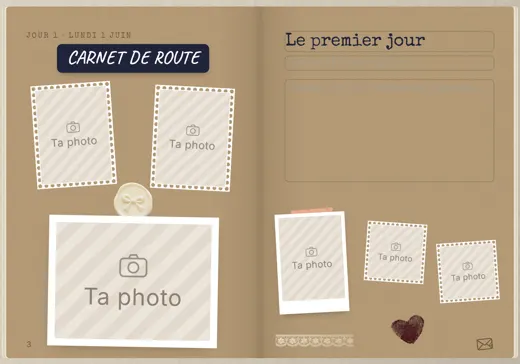 JOUR 1 · LUNDI 1 JUIN
CARNET DE ROUTE
Ta photo
Ta photo
Ta photo
3
Le premier jour
Ta photo
Ta photo
Ta photo